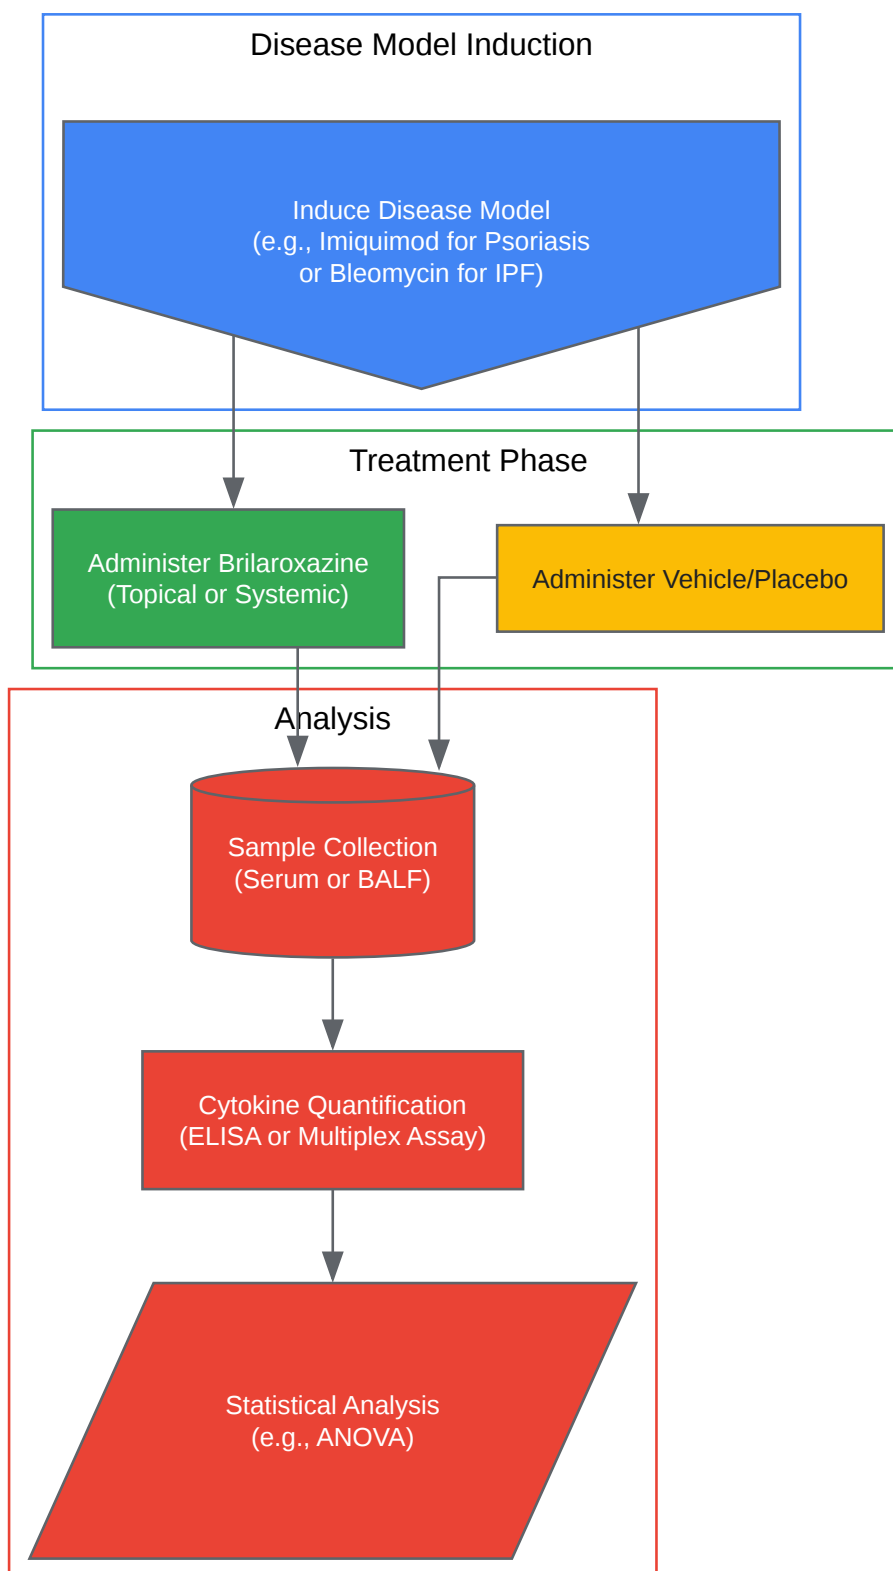 Disease Model Induction
Induce Disease Model
(e.g., Imiquimod for Psoriasis
or Bleomycin for IPF)
Treatment Phase
Administer Brilaroxazine
(Topical or Systemic)
Administer Vehicle/Placebo
Analysis
Sample Collection
(Serum or BALF)
Cytokine Quantification
(ELISA or Multiplex Assay)
Statistical Analysis
(e.g., ANOVA)